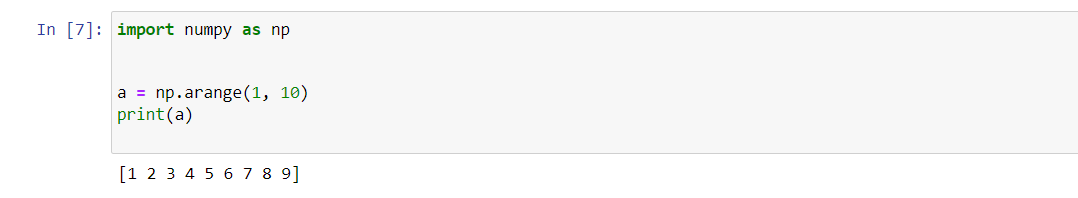 In [7]: import numpy as np
a = np.arange(1, 10)
print(a)
[1 2 3 4 5 6 7 8 9]